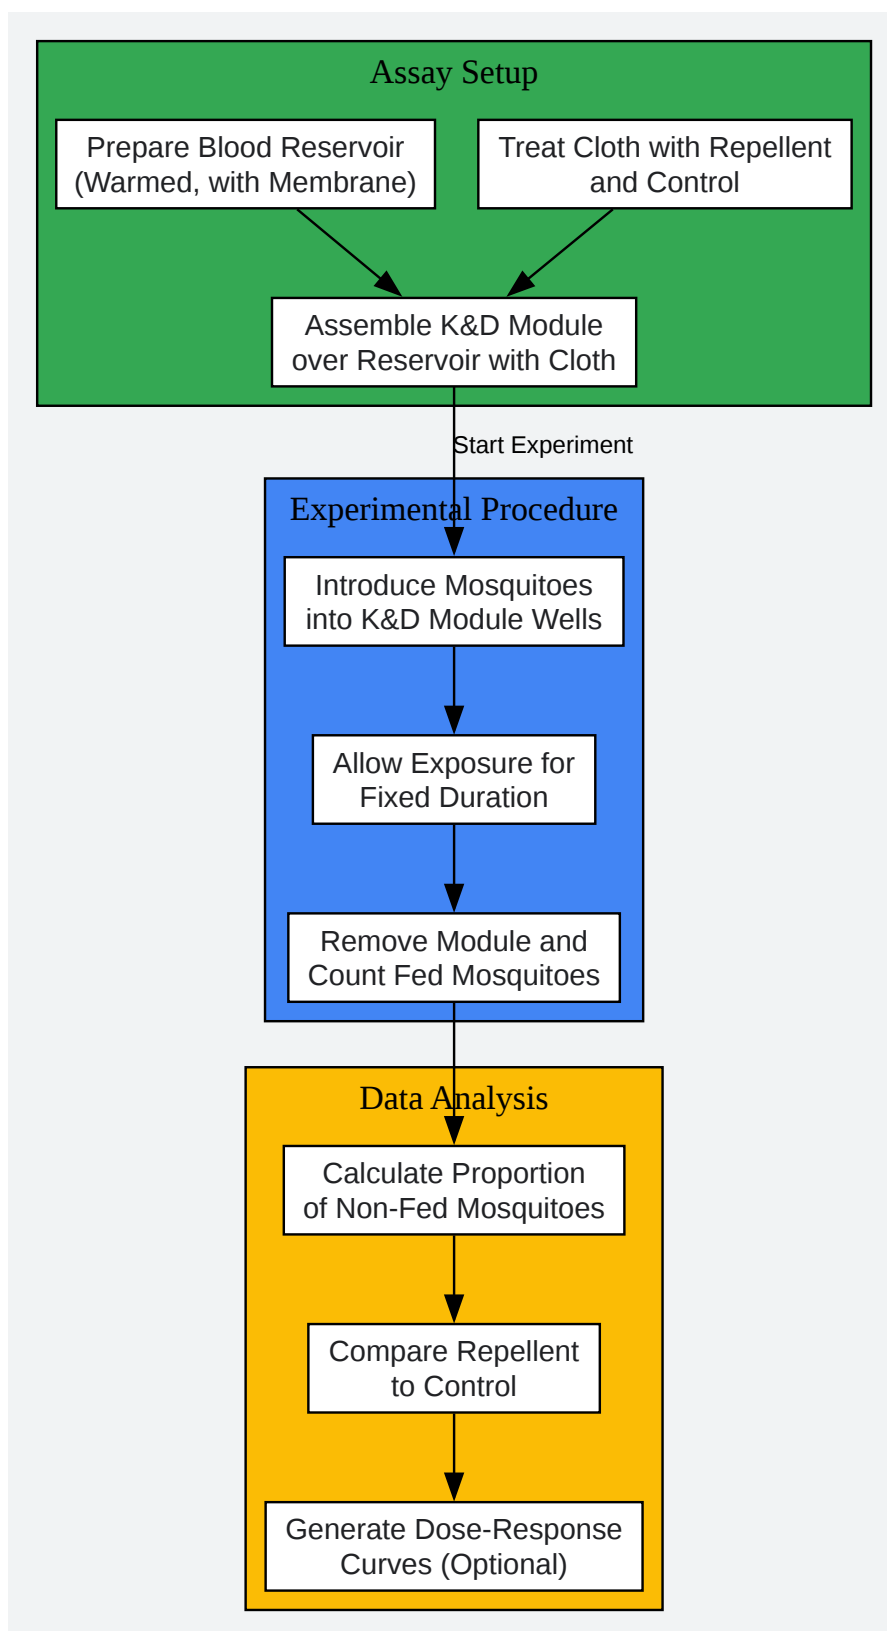 Assay Setup
Prepare Blood Reservoir
(Warmed, with Membrane)
Treat Cloth with Repellent
and Control
Assemble K&D Module
over Reservoir with Cloth
Start Experiment
Experimental Procedure
Introduce Mosquitoes
into K&D Module Wells
Allow Exposure for
Fixed Duration
Remove Module and
Count Fed Mosquitoes
Data Analysis
Calculate Proportion
of Non-Fed Mosquitoes
Compare Repellent
to Control
Generate Dose-Response
Curves (Optional)